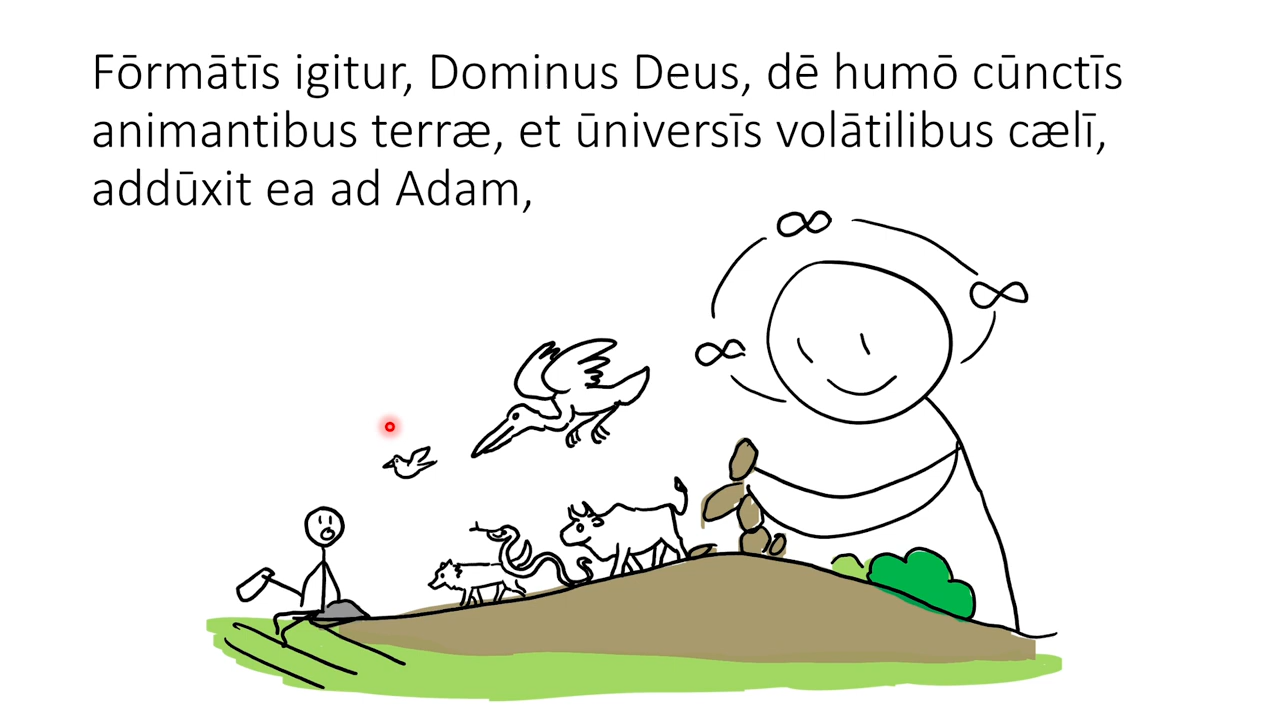 Fōrmātīs igitur, Dominus Deus, dē humō cūnctīs
animantibus terræ, et ūniversīs volātilibus cælī,
addūxit ea ad Adam,
∞
∞
∞